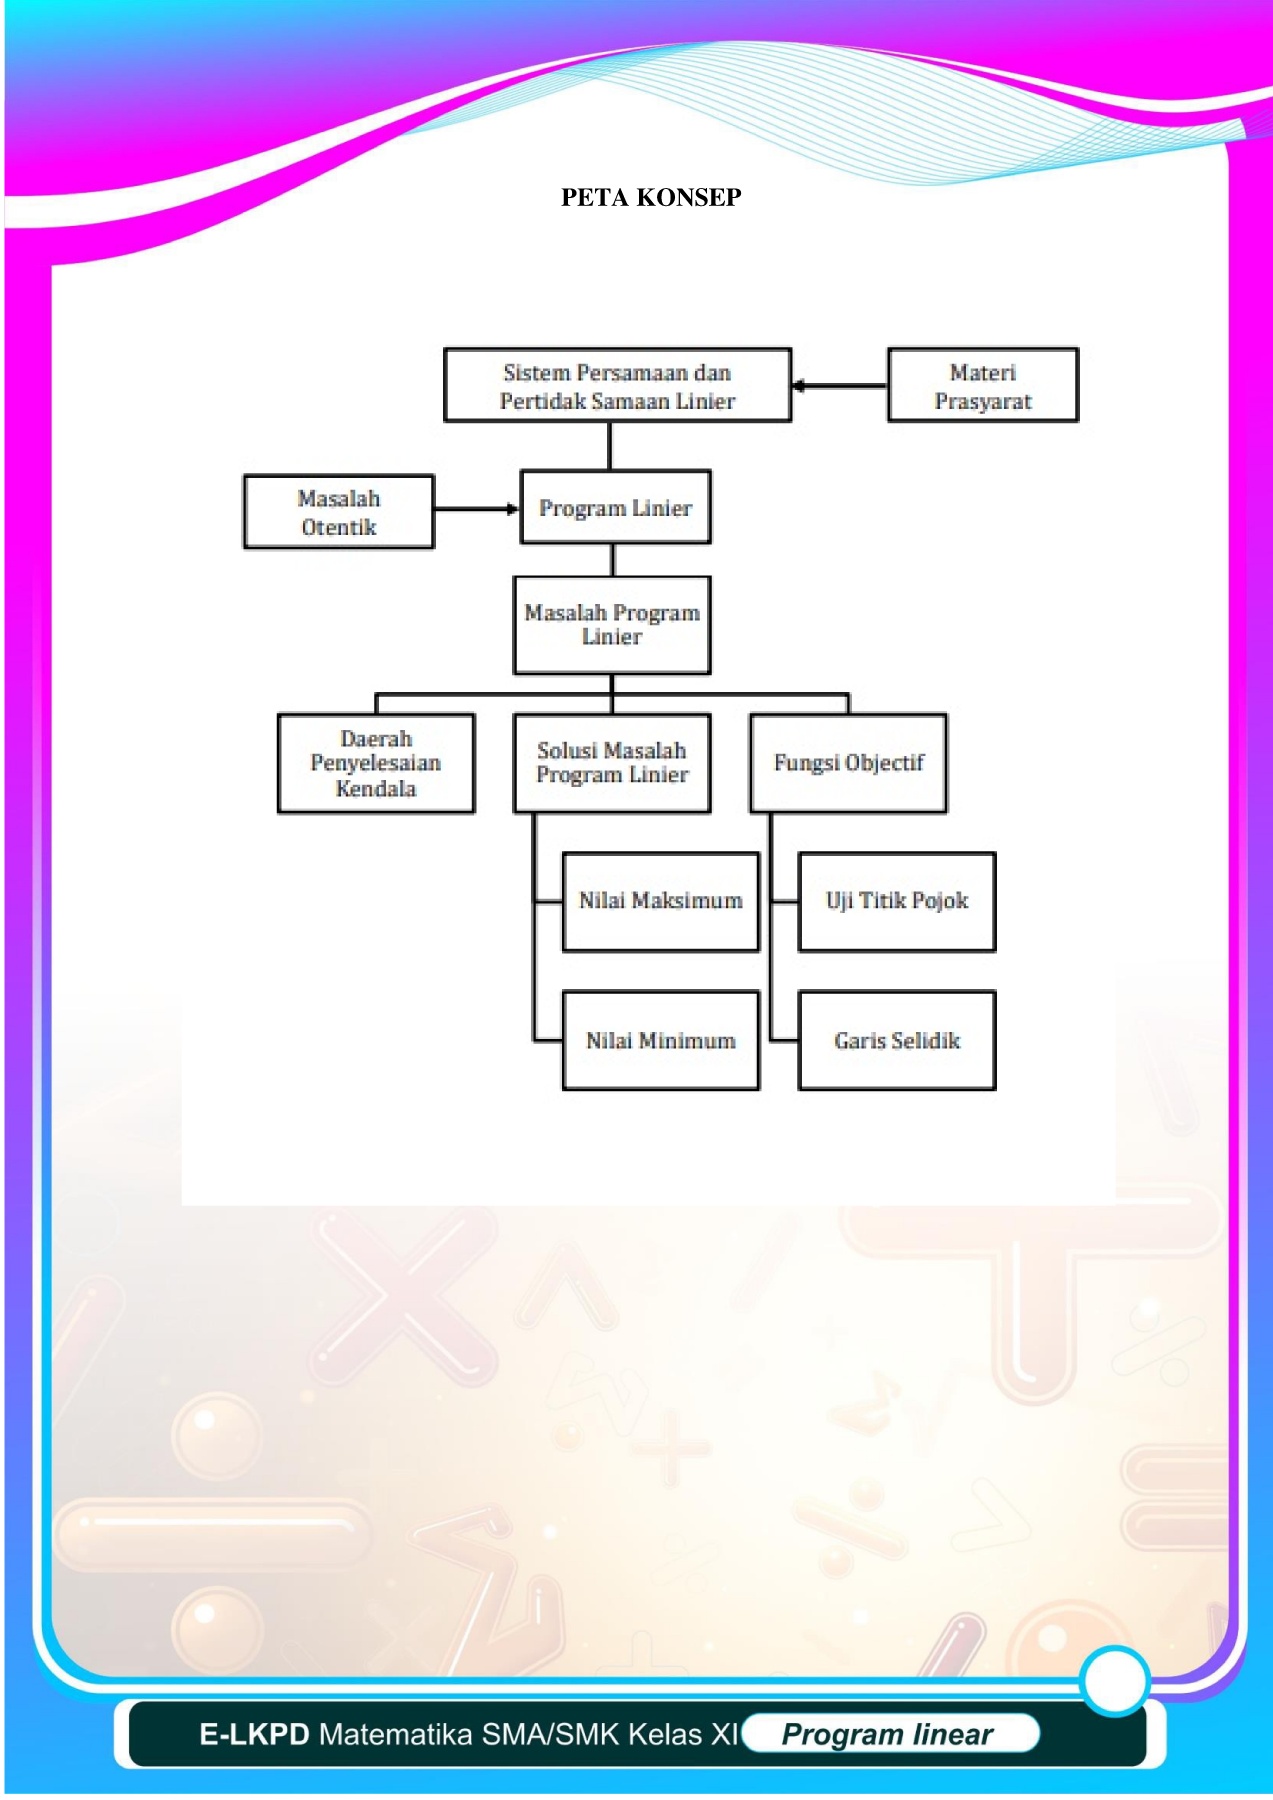 PETA KONSEP
Sistem Persamaan dan
Pertidak Samaan Linier
Materi
Prasyarat
Masalah
Otentik
Program Linier
Masalah Program
Linier
Daerah
Penyelesaian
Kendala
Solusi Masalah
Program Linier
Fungsi Objectif
Nilai Maksimum
Uji Titik Pojok
Nilai Minimum
Garis Selidik
E-LKPD Matematika SMA/SMK Kelas XI Program linear